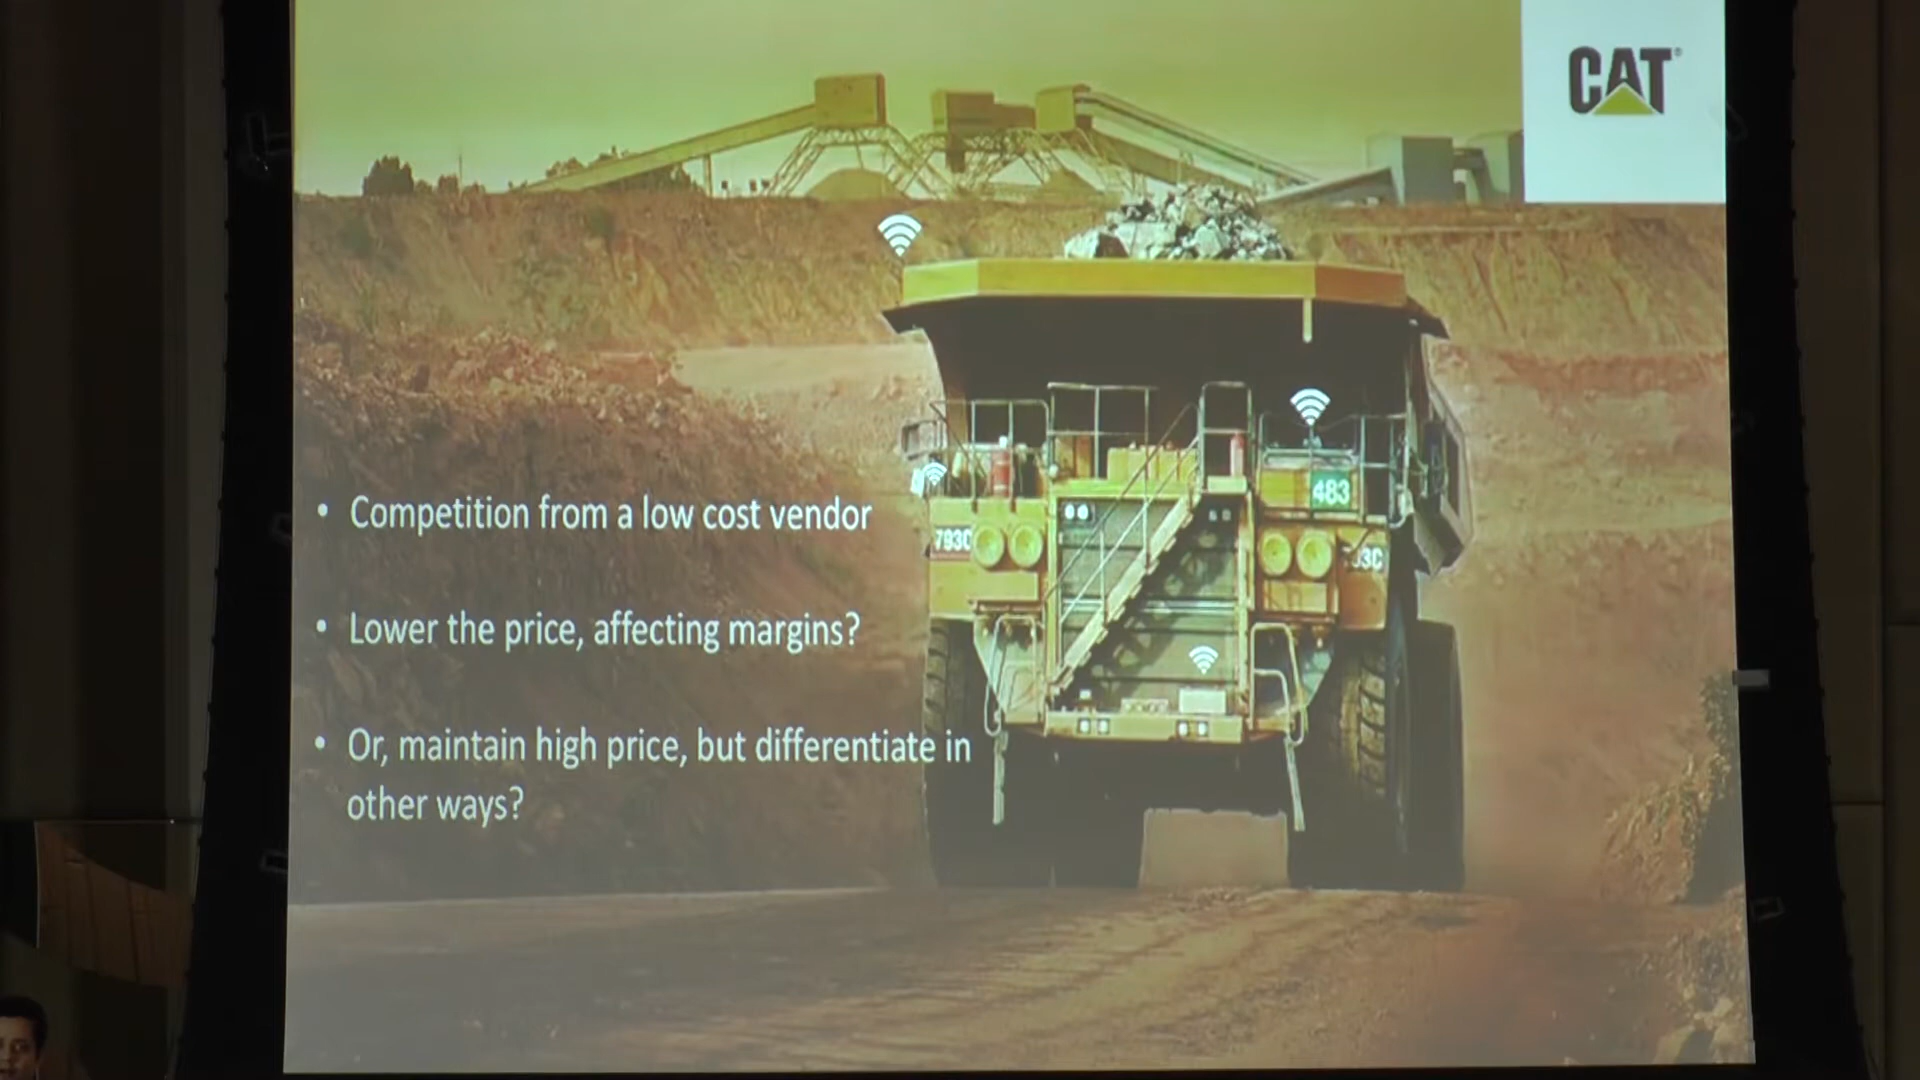 CAT
• Competition from a low cost vendor
• Lower the price, affecting margins?
• Or, maintain high price, but differentiate in
other ways?
483
793C